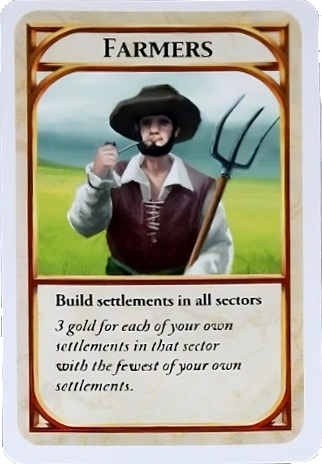 FARMERS
Build settlements in all sectors
3 gold for each of your own
settlements in that sector
with the fewest of your own
settlements.